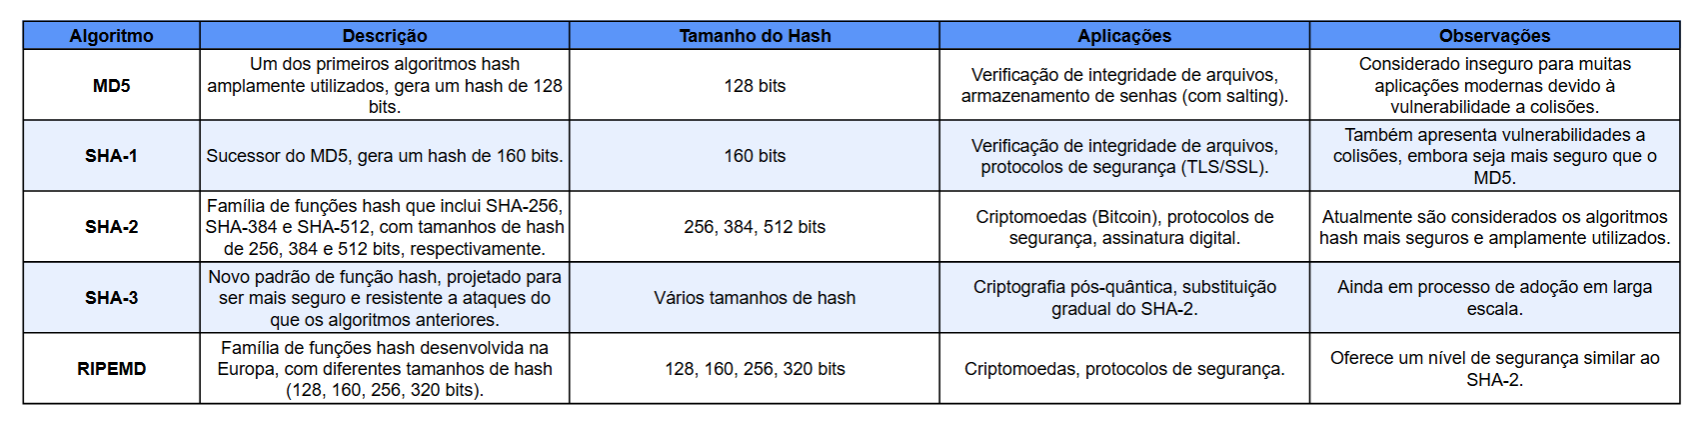 Algoritmo
Descrição
Tamanho do Hash
Aplicações
Observações
MD5
Um dos primeiros algoritmos hash
amplamente utilizados, gera um hash de 128
bits.
128 bits
Verificação de integridade de arquivos,
armazenamento de senhas (com salting).
Considerado inseguro para muitas
aplicações modernas devido à
vulnerabilidade a colisões.
SHA-1
Sucessor do MD5, gera um hash de 160 bits.
160 bits
Verificação de integridade de arquivos,
protocolos de segurança (TLS/SSL).
Também apresenta vulnerabilidades a
colisões, embora seja mais seguro que o
MD5.
SHA-2
Família de funções hash que inclui SHA-256,
SHA-384 e SHA-512, com tamanhos de hash
de 256, 384 e 512 bits, respectivamente.
256, 384, 512 bits
Criptomoedas (Bitcoin), protocolos de
segurança, assinatura digital.
Atualmente são considerados os algoritmos
hash mais seguros e amplamente utilizados.
SHA-3
Novo padrão de função hash, projetado para
ser mais seguro e resistente a ataques do
que os algoritmos anteriores.
Vários tamanhos de hash
Criptografia pós-quântica, substituição
gradual do SHA-2.
Ainda em processo de adoção em larga
escala.
RIPEMD
Família de funções hash desenvolvida na
Europa, com diferentes tamanhos de hash
(128, 160, 256, 320 bits).
128, 160, 256, 320 bits
Criptomoedas, protocolos de segurança.
Oferece um nível de segurança similar ao
SHA-2.